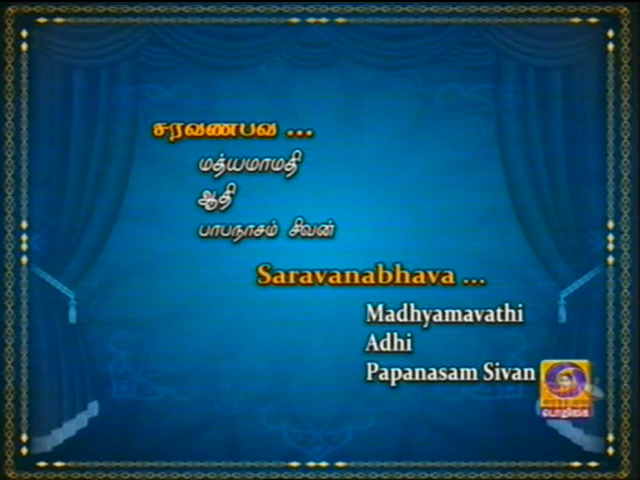 சரவணபவ ...
மத்யமாமதி
ஆதி
பாபநாசம் சிவன்
Saravanabhava ...
Madhyamavathi
Adhi
Papanasam Sivan
பொதிகை